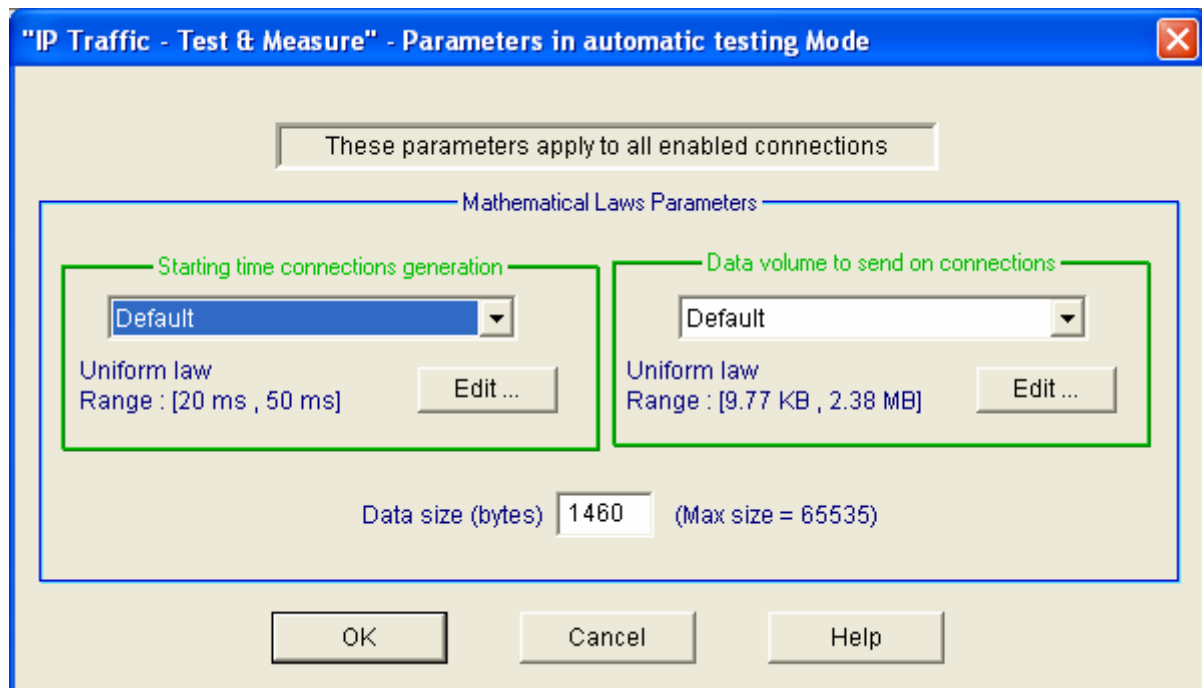 "IP Traffic - Test & Measure" - Parameters in automatic testing Mode
These parameters apply to all enabled connections
Mathematical Laws Parameters
Starting time connections generation
Default
Uniform law
Range : [20 ms , 50 ms]
Edit ...
Data volume to send on connections
Default
Uniform law
Range : [9.77 KB , 2.38 MB]
Edit ...
Data size (bytes) 1460 (Max size = 65535)
OK Cancel Help